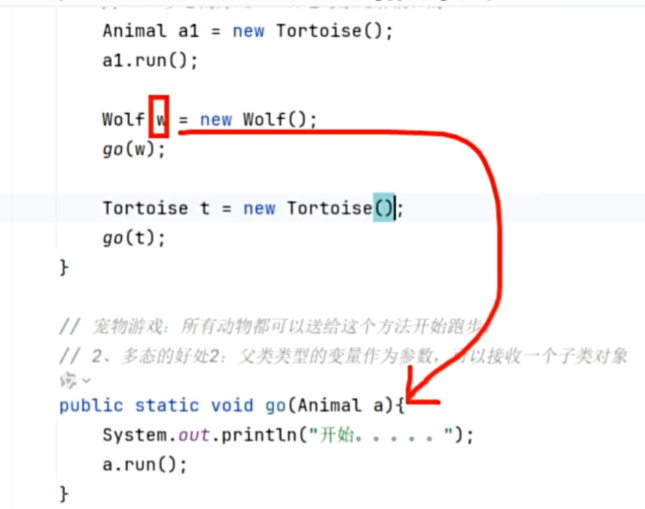 Animal a1 = new Tortoise();
a1.run();
Wolf w = new Wolf();
go(w);
Tortoise t = new Tortoise();
go(t);
}
// 宠物游戏：所有动物都可以送给这个方法开始跑步
// 2、多态的好处2：父类类型的变量作为参数，可以接收一个子类对象
public static void go(Animal a){
System.out.println("开始。。。。。");
a.run();
}